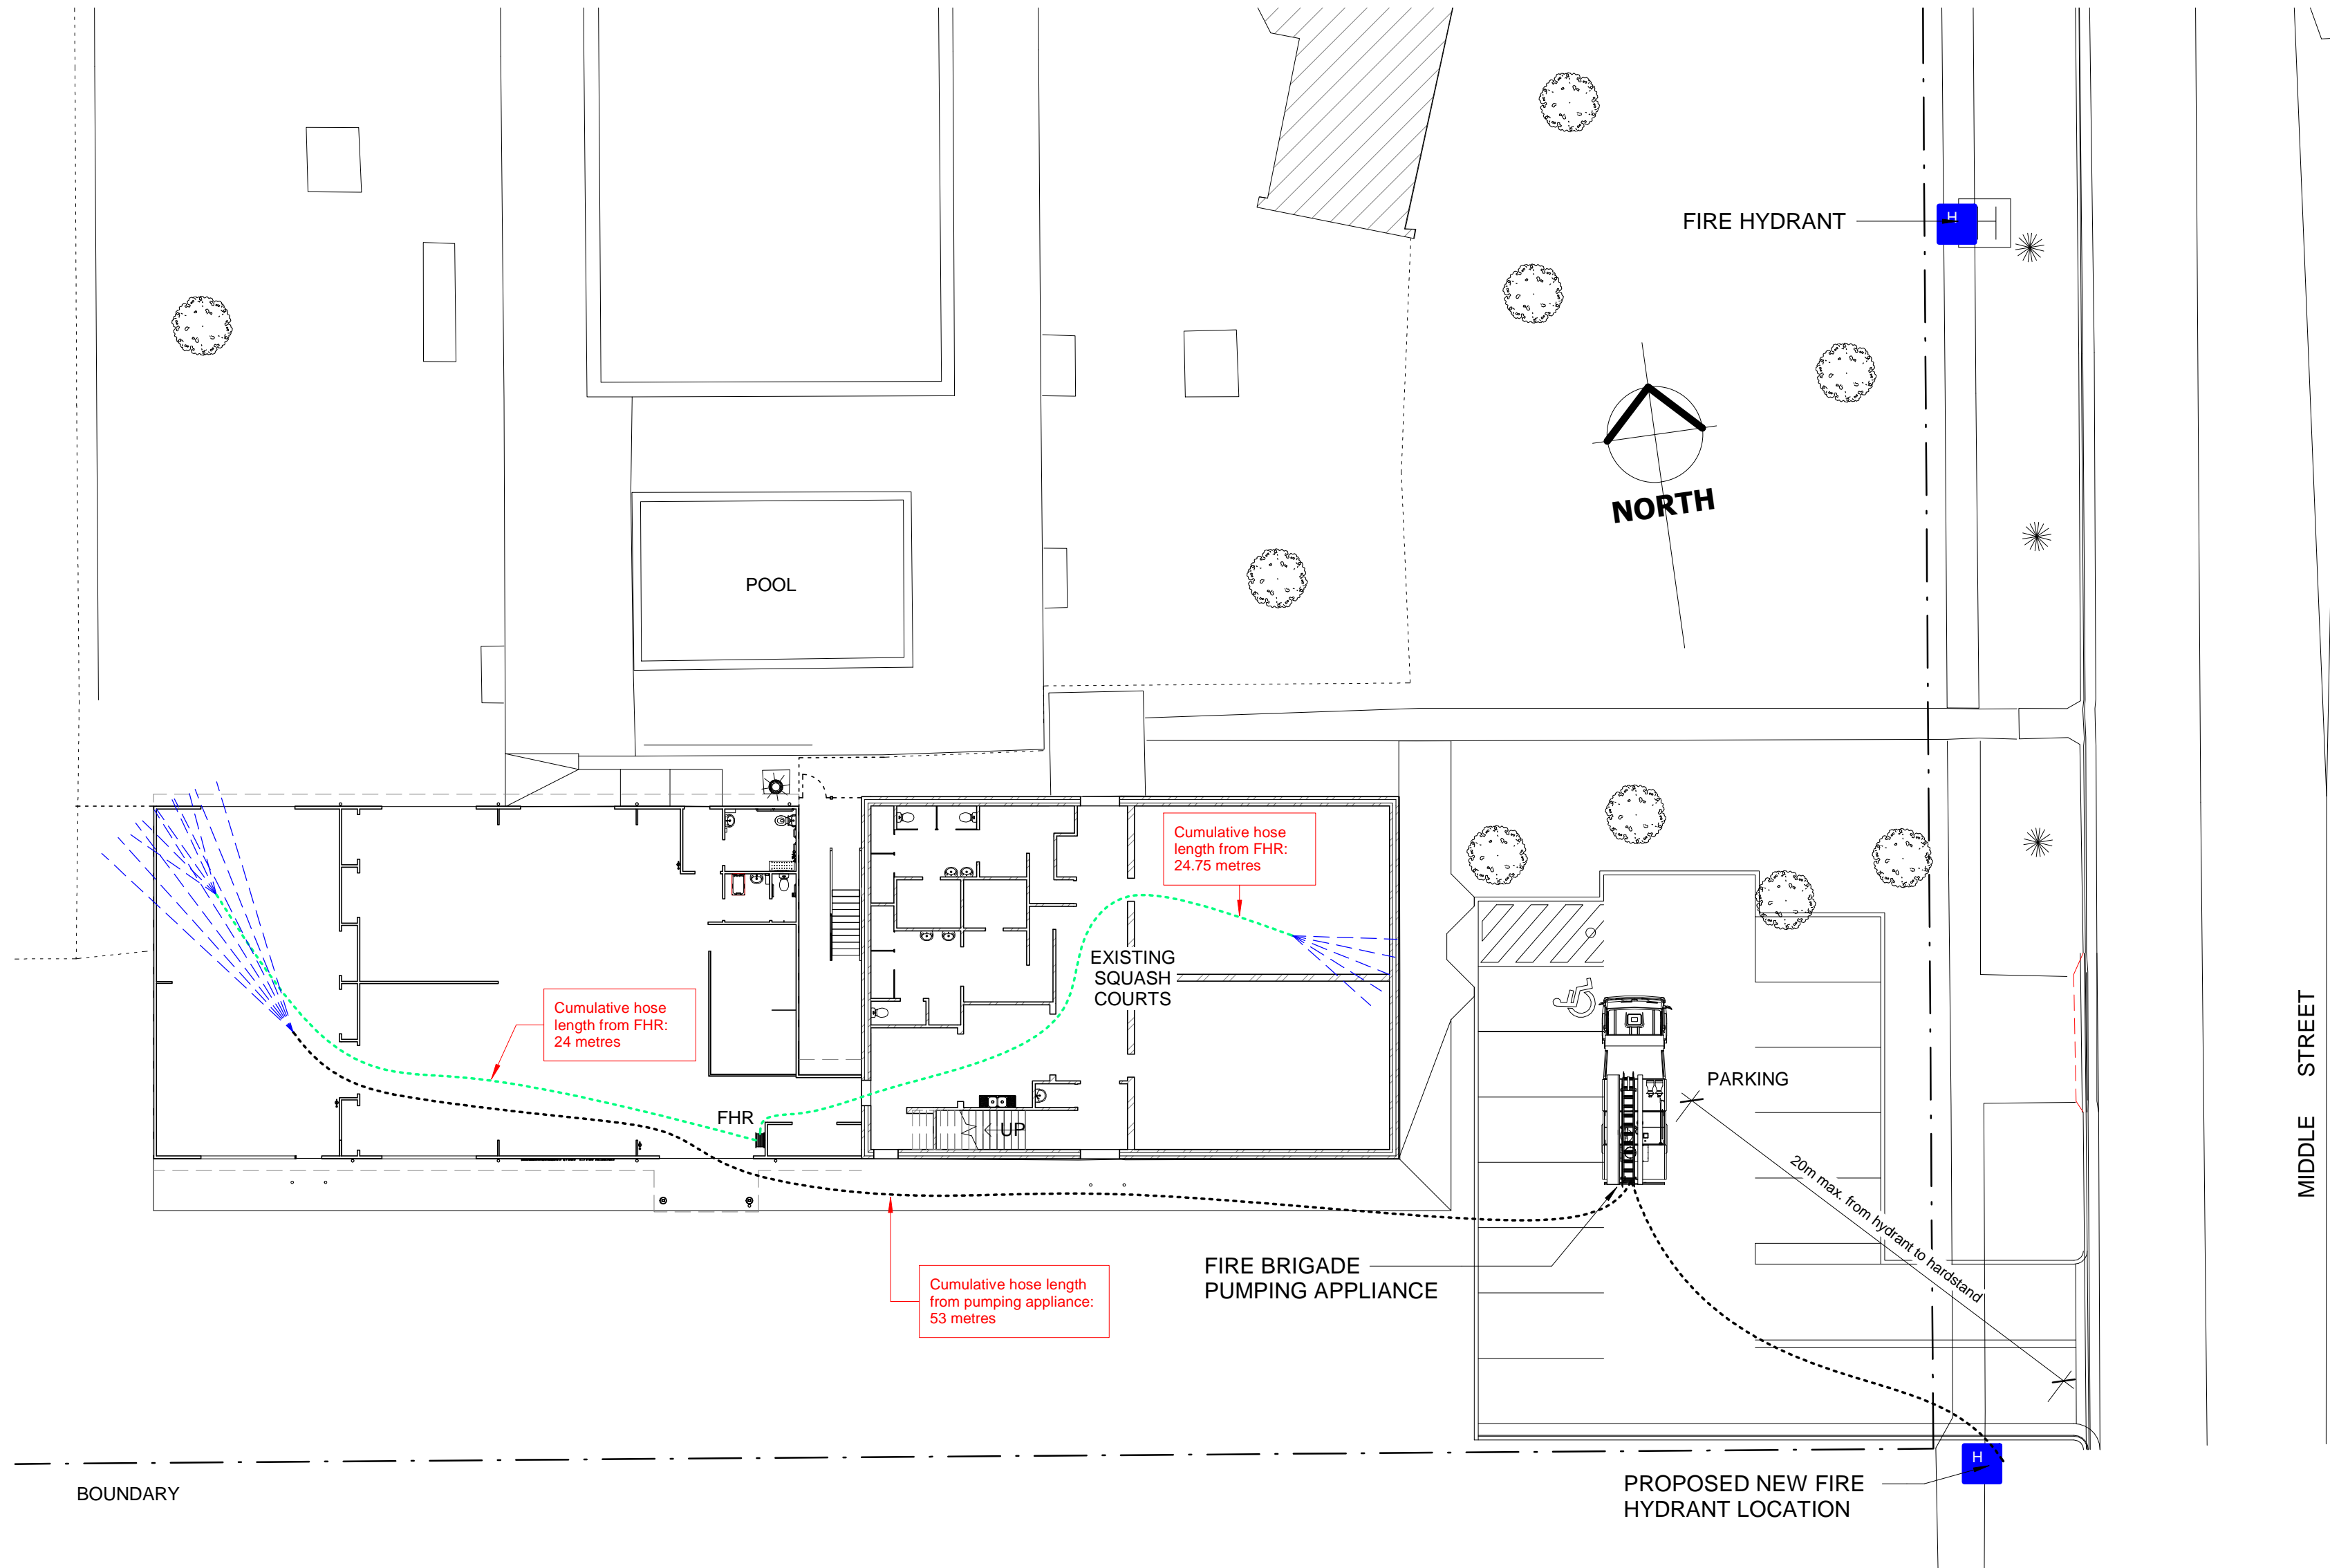 H
FIRE HYDRANT
NORTH
POOL
Cumulative hose
length from FHR:
24.75 metres
EXISTING
SQUASH
COURTS
Cumulative hose
length from FHR:
24 metres
FHR
UP
PARKING
MIDDLE STREET
20m max. from hydrant to hardstand
FIRE BRIGADE
PUMPING APPLIANCE
Cumulative hose length
from pumping appliance:
53 metres
H
PROPOSED NEW FIRE
HYDRANT LOCATION
BOUNDARY